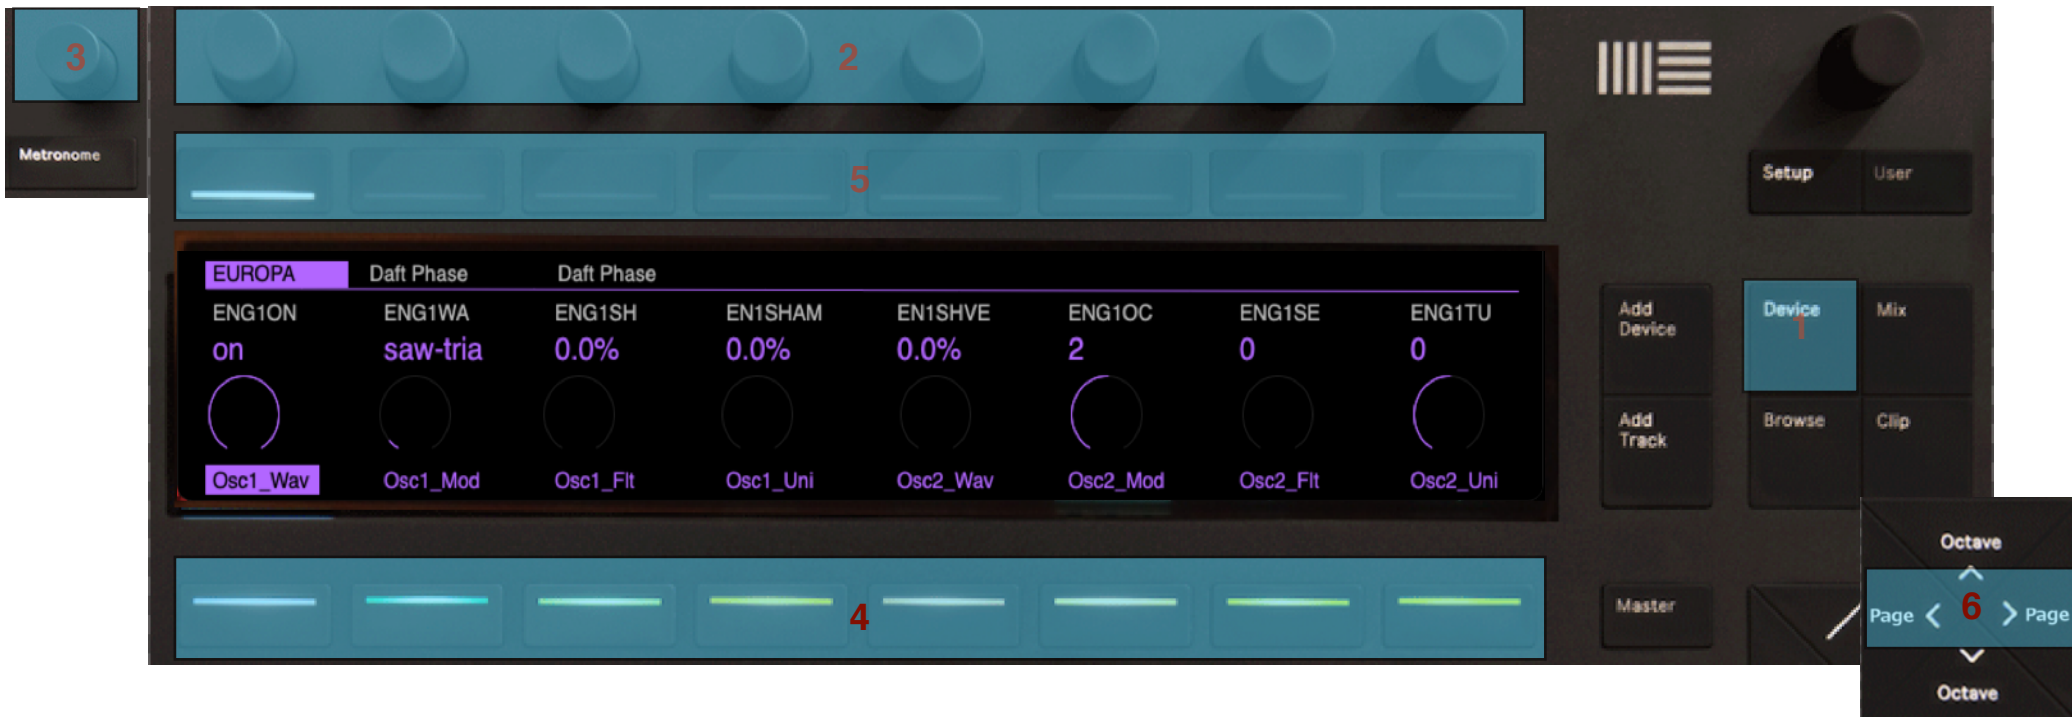 3
2
Metronome
5
Setup
User
EUROPA
Daft Phase
Daft Phase
ENG1ON
ENG1WA
ENG1SH
EN1SHAM
EN1SHVE
ENG1OC
ENG1SE
ENG1TU
on
saw-tria
0.0%
0.0%
0.0%
2
0
0
Osc1_Wav
Osc1_Mod
Osc1_Flt
Osc1_Uni
Osc2_Wav
Osc2_Mod
Osc2_Flt
Osc2_Uni
Add
Device
Device
1
Mix
Add
Track
Browse
Clip
4
Master
Octave
Page
6
Page
Octave